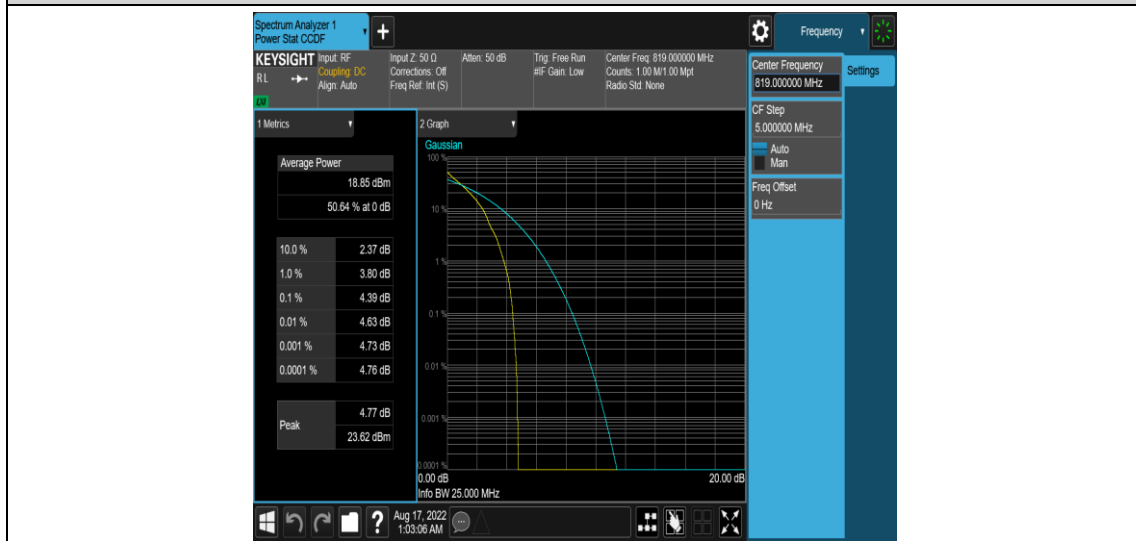 Spectrum Analyzer 1
Power Stat CCDF
+
Frequency
KEYSIGHT
RL
LXI
Input: RF
Coupling: DC
Align: Auto
Input Z: 50 Ω
Corrections: Off
Freq Ref: Int (S)
Atten: 50 dB
Trig: Free Run
#IF Gain: Low
Center Freq: 819.000000 MHz
Counts: 1.00 M/1.00 Mpt
Radio Std: None
Center Frequency
819.000000 MHz
Settings
CF Step
5.000000 MHz
Auto
Man
Freq Offset
0 Hz
1 Metrics
Average Power
18.85 dBm
50.64 % at 0 dB
10.0 % 2.37 dB
1.0 % 3.80 dB
0.1 % 4.39 dB
0.01 % 4.63 dB
0.001 % 4.73 dB
0.0001 % 4.76 dB
Peak 4.77 dB
23.62 dBm
2 Graph
Gaussian
100 %
10 %
1 %
0.1 %
0.01 %
0.001 %
0.0001 %
0.00 dB 20.00 dB
Info BW 25.000 MHz
?
Aug 17, 2022
1:03:06 AM